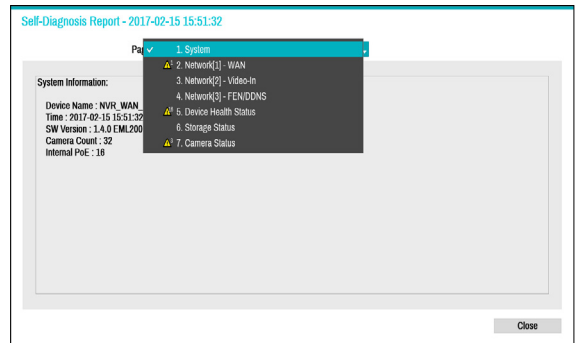 Self-Diagnosis Report - 2017-02-15 15:51:32
1. System
2. Network[1] - WAN
3. Network[2] - Video-In
4. Network[3] - FEN/DDNS
5. Device Health Status
6. Storage Status
7. Camera Status
System Information:
Device Name : NVR_WAN_
Time : 2017-02-15 15:51:32
SW Version : 1.4.0 EML200
Camera Count : 32
Internal PoE : 16
Close